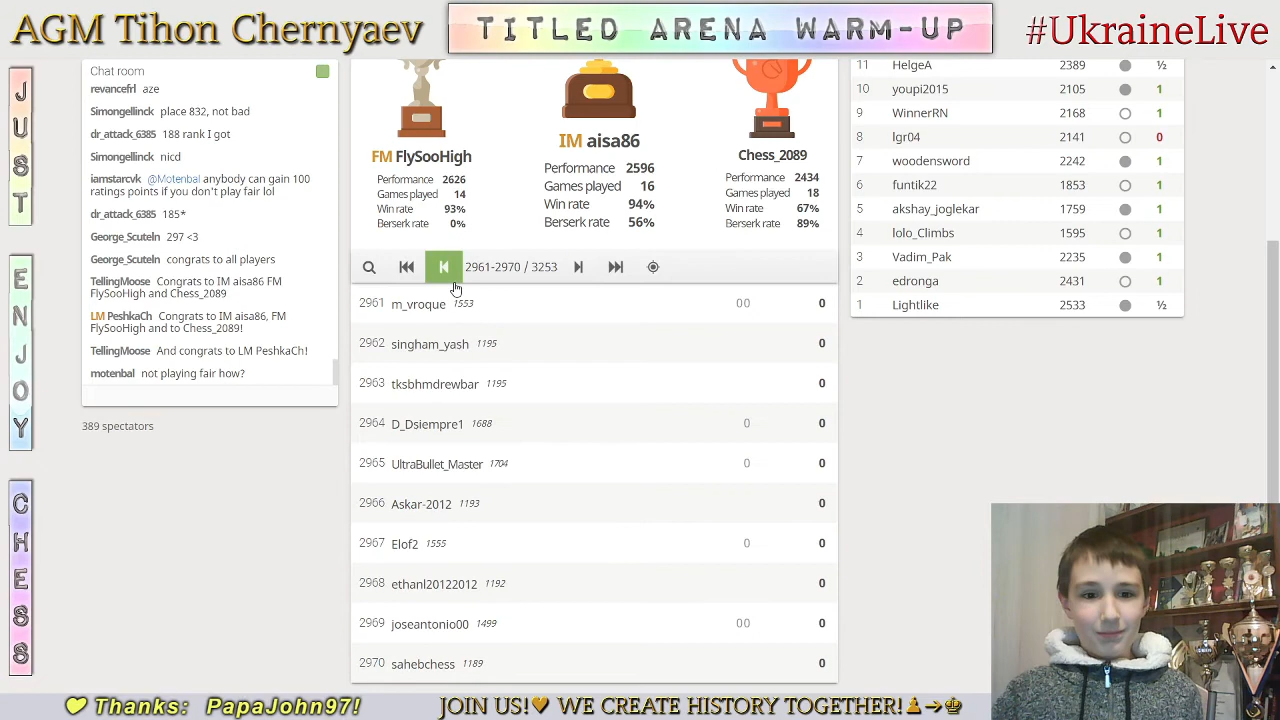 AGM Tihon Chernyaev
TITLED ARENA WARM-UP
#UkraineLive
JUST
ENJOY
CHESS
Chat room
revancefrl aze
Simongellinck place 832, not bad
dr_attack_6385 188 rank I got
Simongellinck nicd
iamstarcvk @Motenbal anybody can gain 100
ratings points if you don't play fair lol
dr_attack_6385 185*
George_Scuteln 297 <3
George_Scuteln congrats to all players
TellingMoose Congrats to IM aisa86 FM
FlySooHigh and Chess_2089
LM PeshkaCh Congrats to IM aisa86, FM
FlySooHigh and to Chess_2089!
TellingMoose And congrats to LM PeshkaCh!
motenbal not playing fair how?
389 spectators
FM FlySooHigh
Performance 2626
Games played 14
Win rate 93%
Berserk rate 0%
IM aisa86
Performance 2596
Games played 16
Win rate 94%
Berserk rate 56%
Chess_2089
Performance 2434
Games played 18
Win rate 67%
Berserk rate 89%
2961-2970 / 3253
2961 m_vroque 1553 00 0
2962 singham_yash 1195 0
2963 tksbhmdrewbar 1195 0
2964 D_Dsiempre1 1688 0 0
2965 UltraBullet_Master 1704 0 0
2966 Askar-2012 1193 0
2967 Elof2 1555 0 0
2968 ethanl20122012 1192 0
2969 joseantonio00 1499 00 0
2970 sahebchess 1189 0
11 HelgeA 2389 ½
10 youpi2015 2105 1
9 WinnerRN 2168 1
8 lgr04 2141 0
7 woodensword 2242 1
6 funtik22 1853 1
5 akshay_joglekar 1759 1
4 lolo_Climbs 1595 1
3 Vadim_Pak 2235 1
2 edronga 2431 1
1 Lightlike 2533 ½
Thanks: PapaJohn97!
JOIN US! WE CREATE HISTORY TOGETHER!